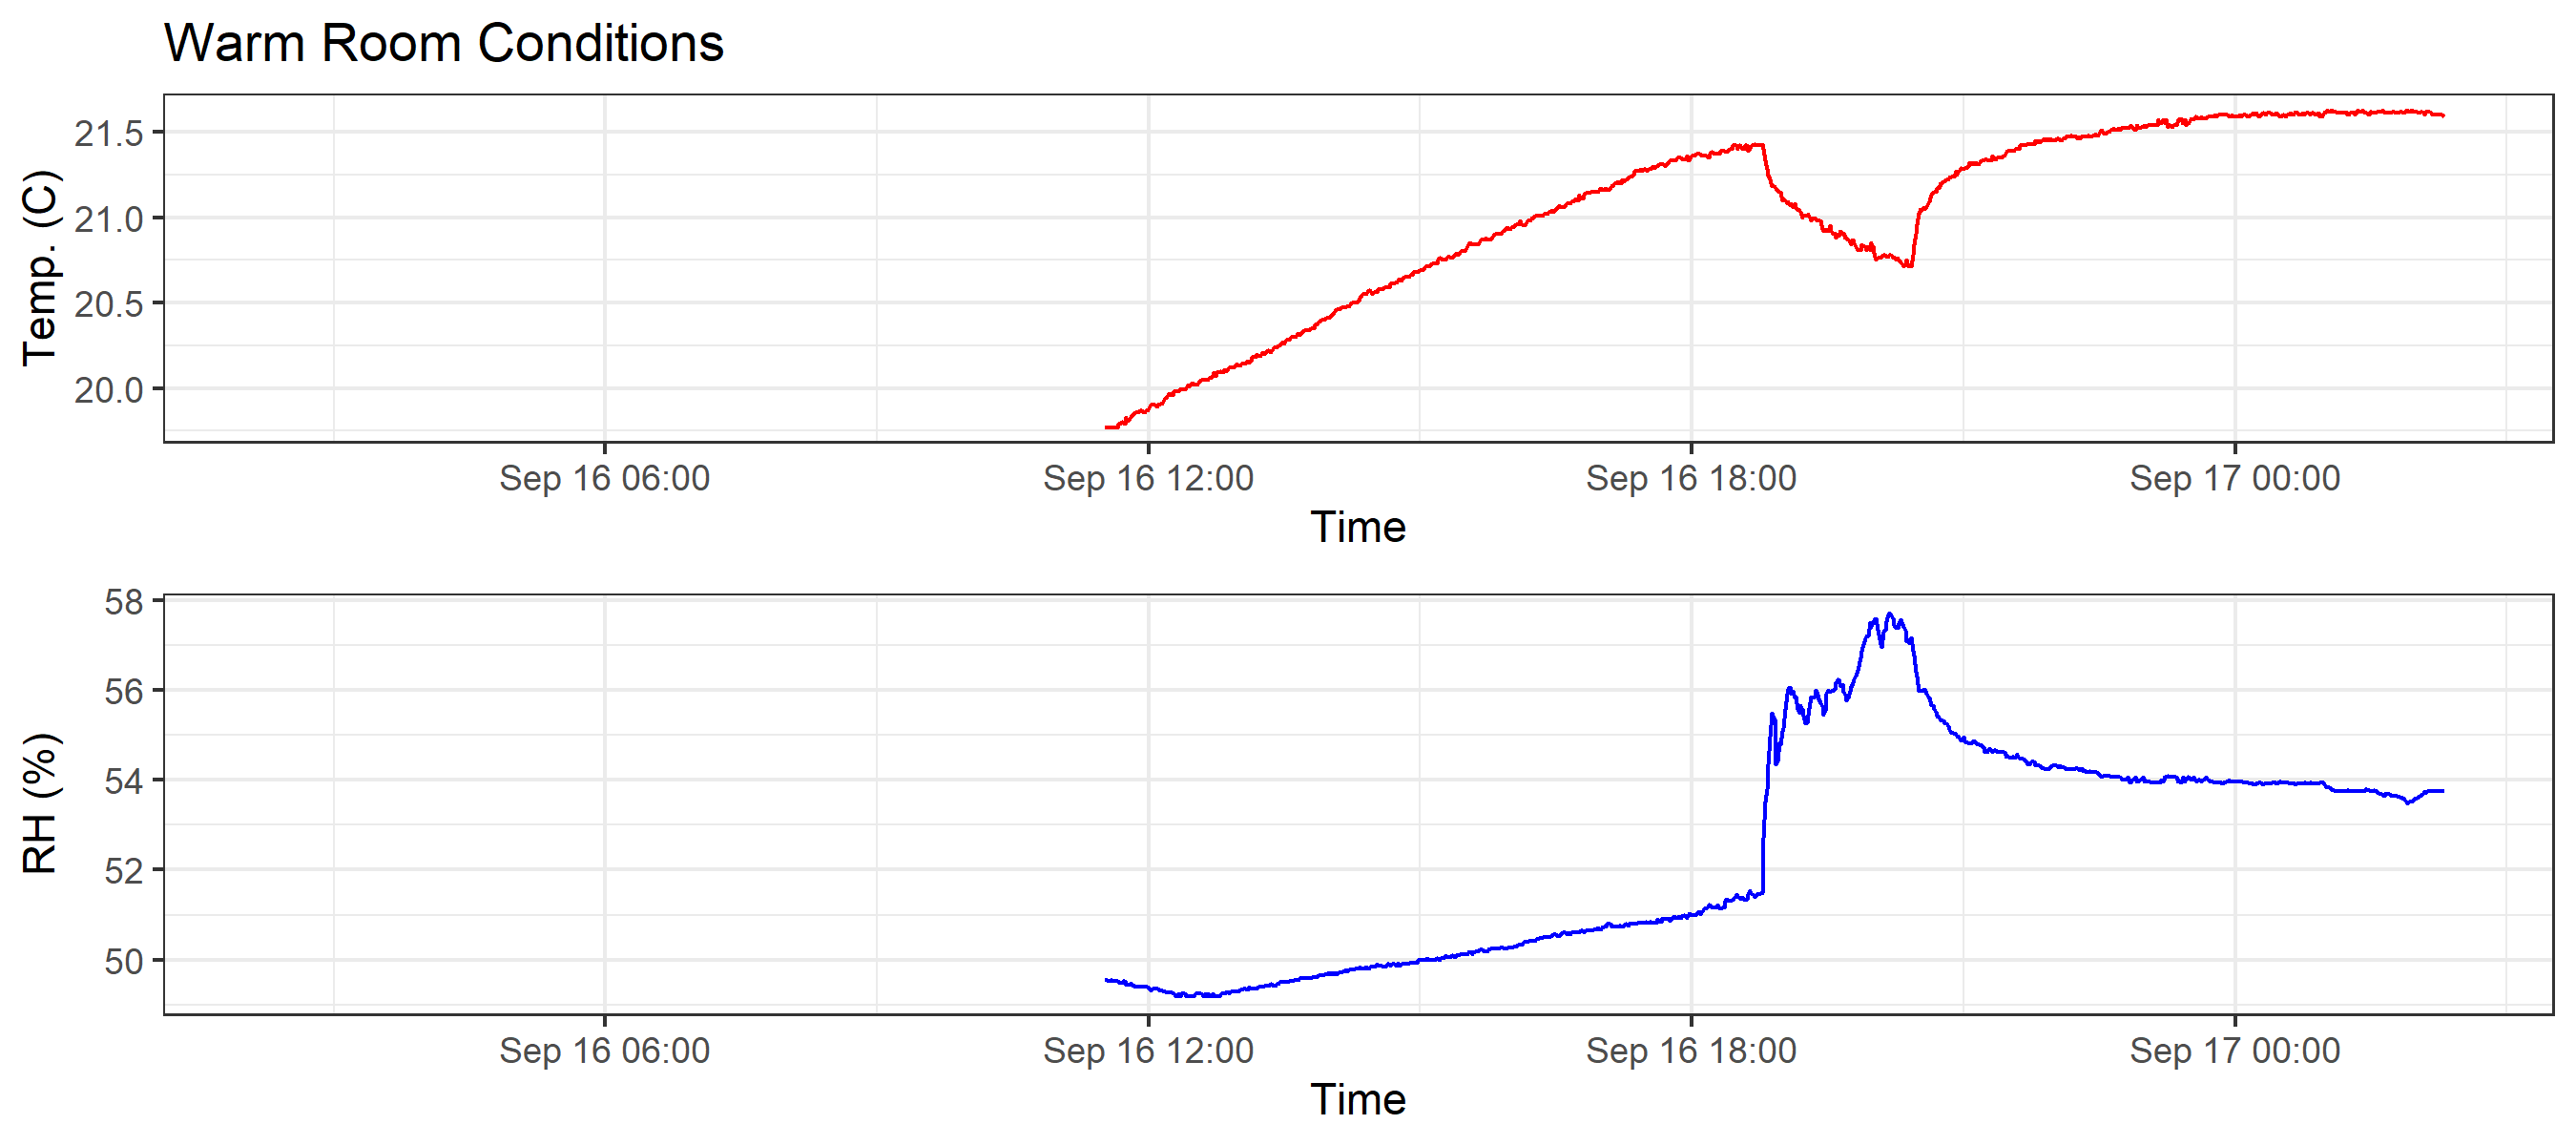 Warm Room Conditions
Temp. (C)
21.5
21.0
20.5
20.0
Sep 16 06:00 Sep 16 12:00 Sep 16 18:00 Sep 17 00:00
Time
RH (%)
58
56
54
52
50
Sep 16 06:00 Sep 16 12:00 Sep 16 18:00 Sep 17 00:00
Time